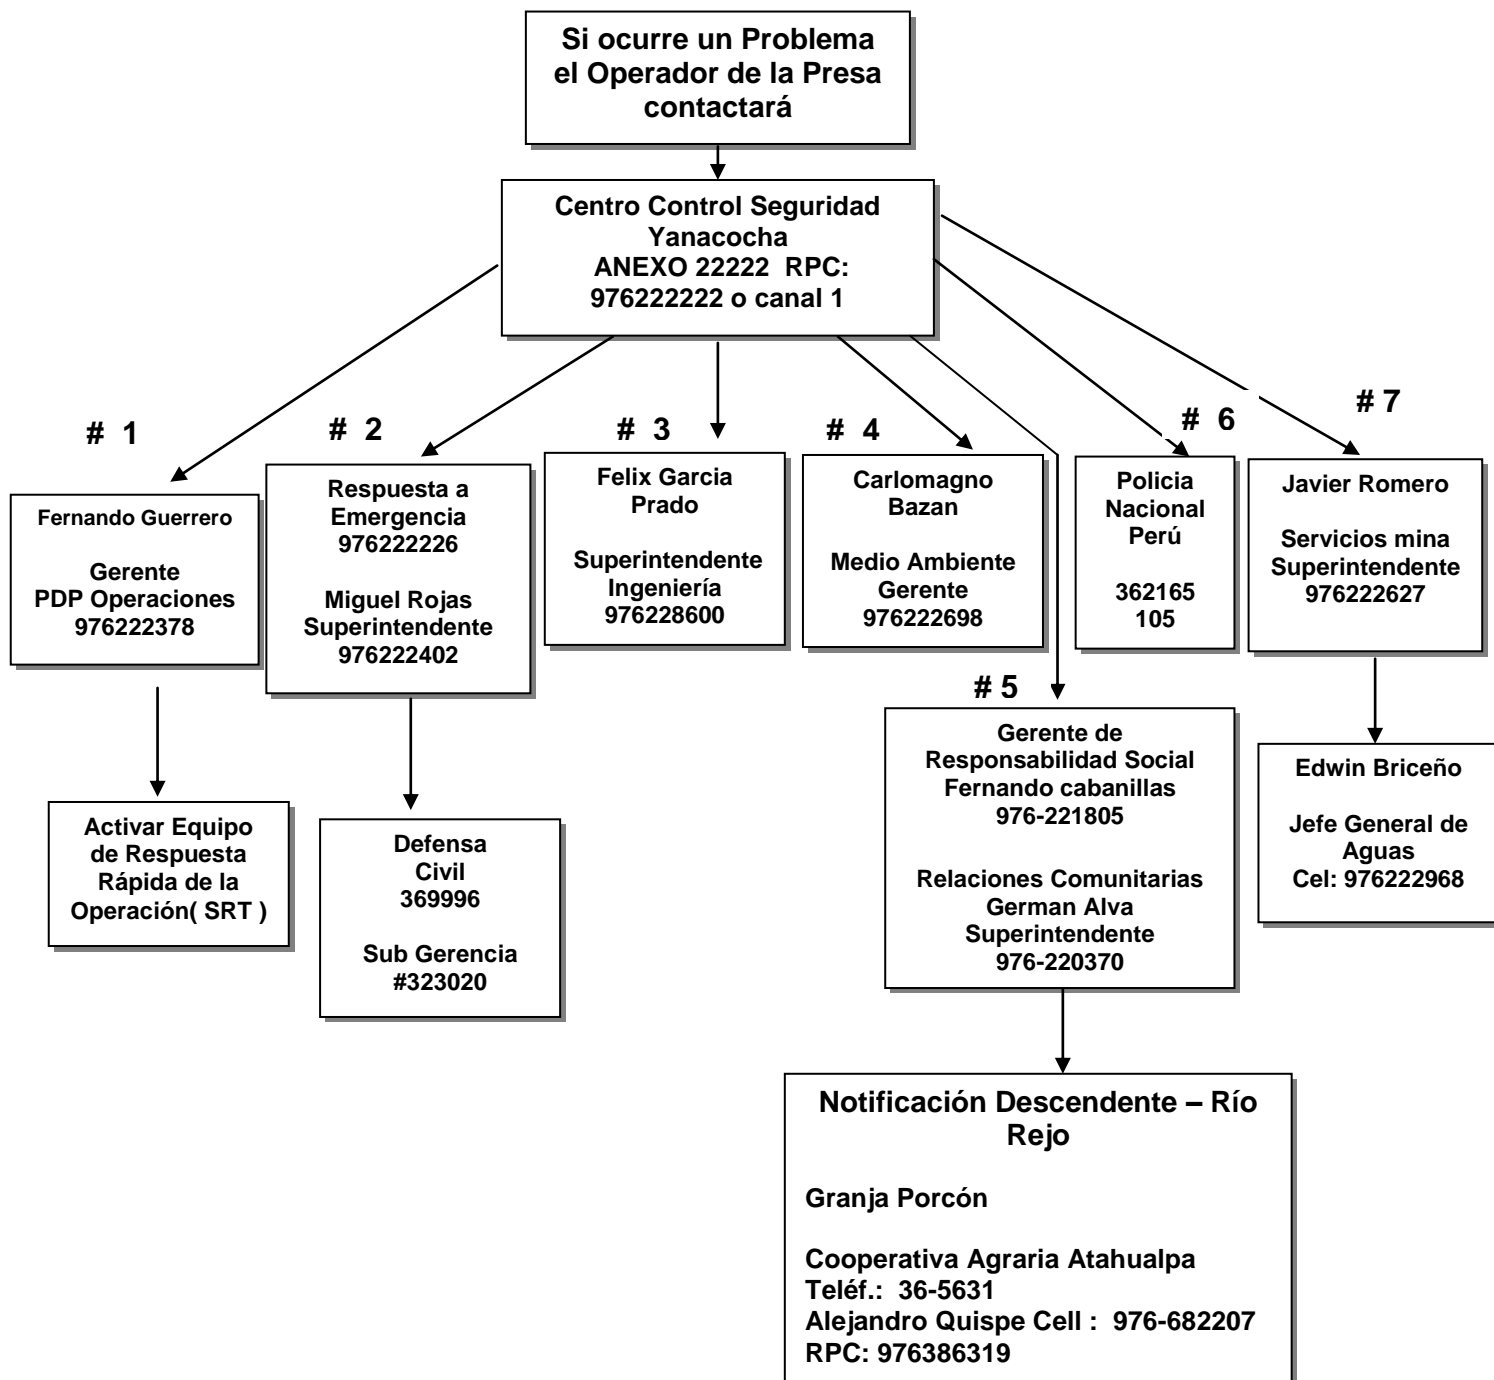 Si ocurre un Problema
el Operador de la Presa
contactará
Centro Control Seguridad
Yanacocha
ANEXO 22222 RPC:
976222222 o canal 1
# 1
Fernando Guerrero
Gerente
PDP Operaciones
976222378
Activar Equipo
de Respuesta
Rápida de la
Operación( SRT )
# 2
Respuesta a
Emergencia
976222226
Miguel Rojas
Superintendente
976222402
Defensa
Civil
369996
Sub Gerencia
#323020
# 3
Felix Garcia
Prado
Superintendente
Ingeniería
976228600
# 4
Carlomagno
Bazan
Medio Ambiente
Gerente
976222698
# 5
Gerente de
Responsabilidad Social
Fernando cabanillas
976-221805
Relaciones Comunitarias
German Alva
Superintendente
976-220370
Notificación Descendente – Río
Rejo
Granja Porcón
Cooperativa Agraria Atahualpa
Teléf.: 36-5631
Alejandro Quispe Cell : 976-682207
RPC: 976386319
# 6
Policia
Nacional
Perú
362165
105
# 7
Javier Romero
Servicios mina
Superintendente
976222627
Edwin Briceño
Jefe General de
Aguas
Cel: 976222968